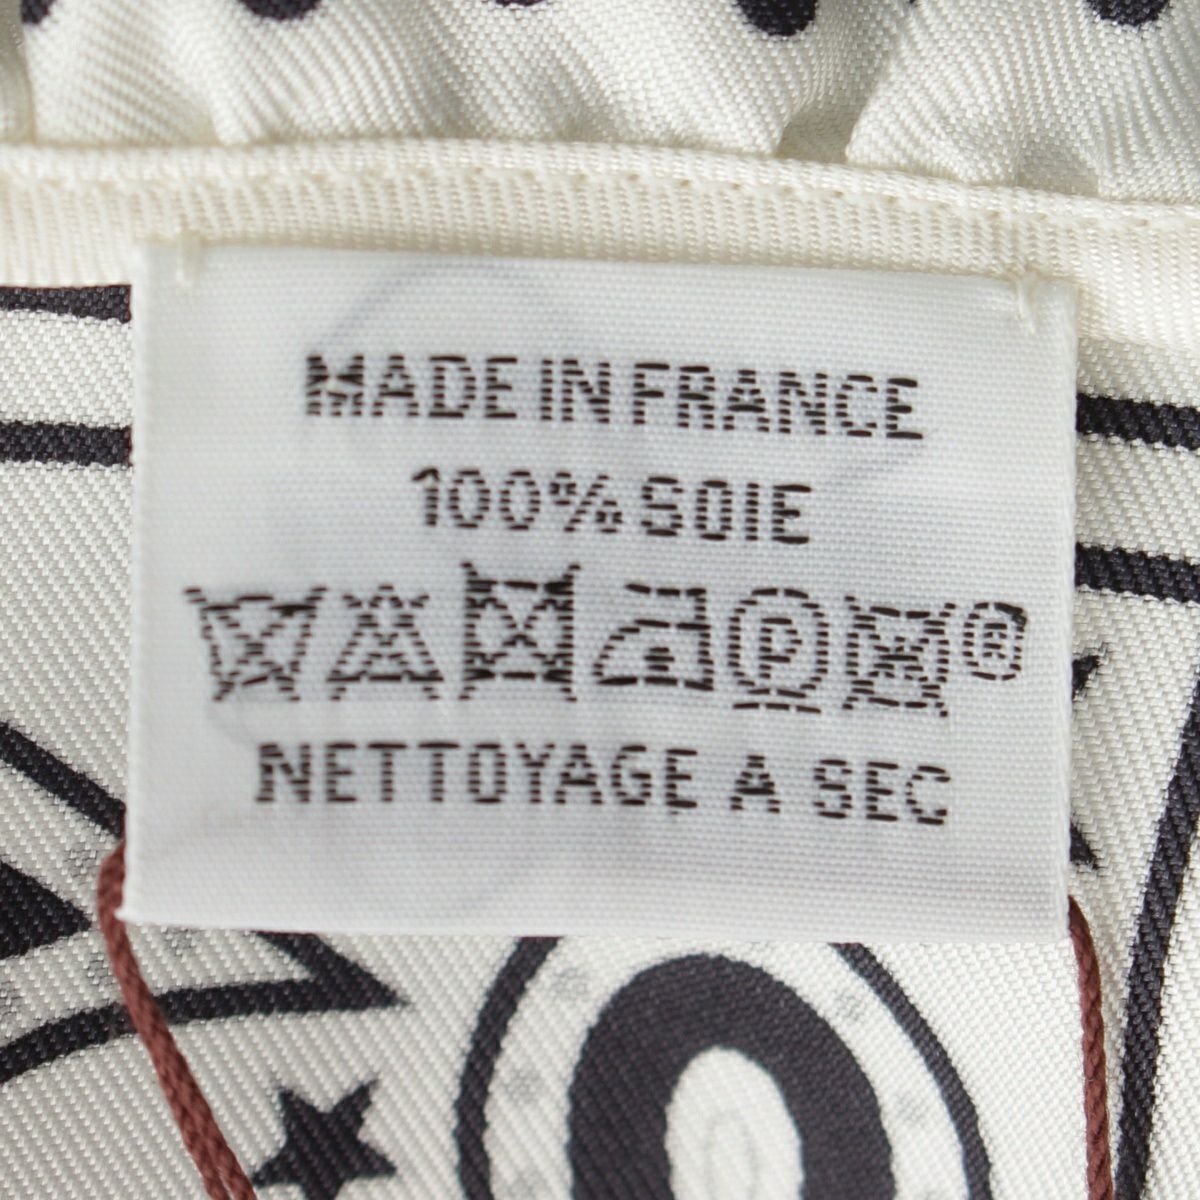 MADE IN FRANCE
100% SOIE
P ®
NETTOYAGE A SEC